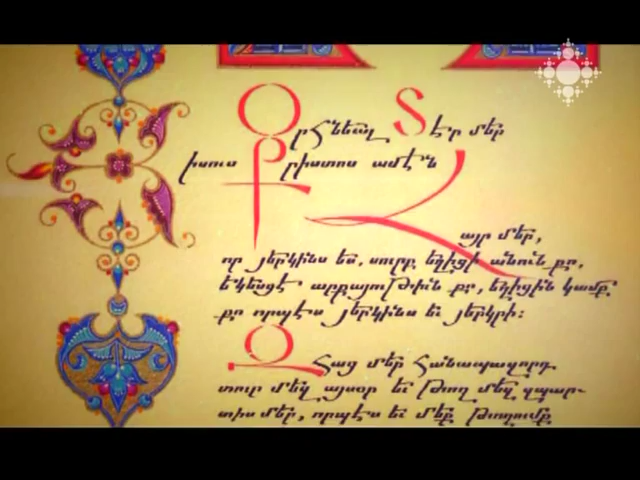 Օրհնեալ Տէր մեր
Յիսուս Քրիստոս ամէն
Հայր մեր,
որ յերկինս ես, սուրբ եղիցի անուն քո,
եկեսցէ արքայութիւն քո, եղիցին կամք
քո որպէս յերկինս եւ յերկրի։
Զհաց մեր հանապազորդ
տուր մեզ այսօր եւ թող մեզ զպար-
տիս մեր, որպէս եւ մեք թողումք